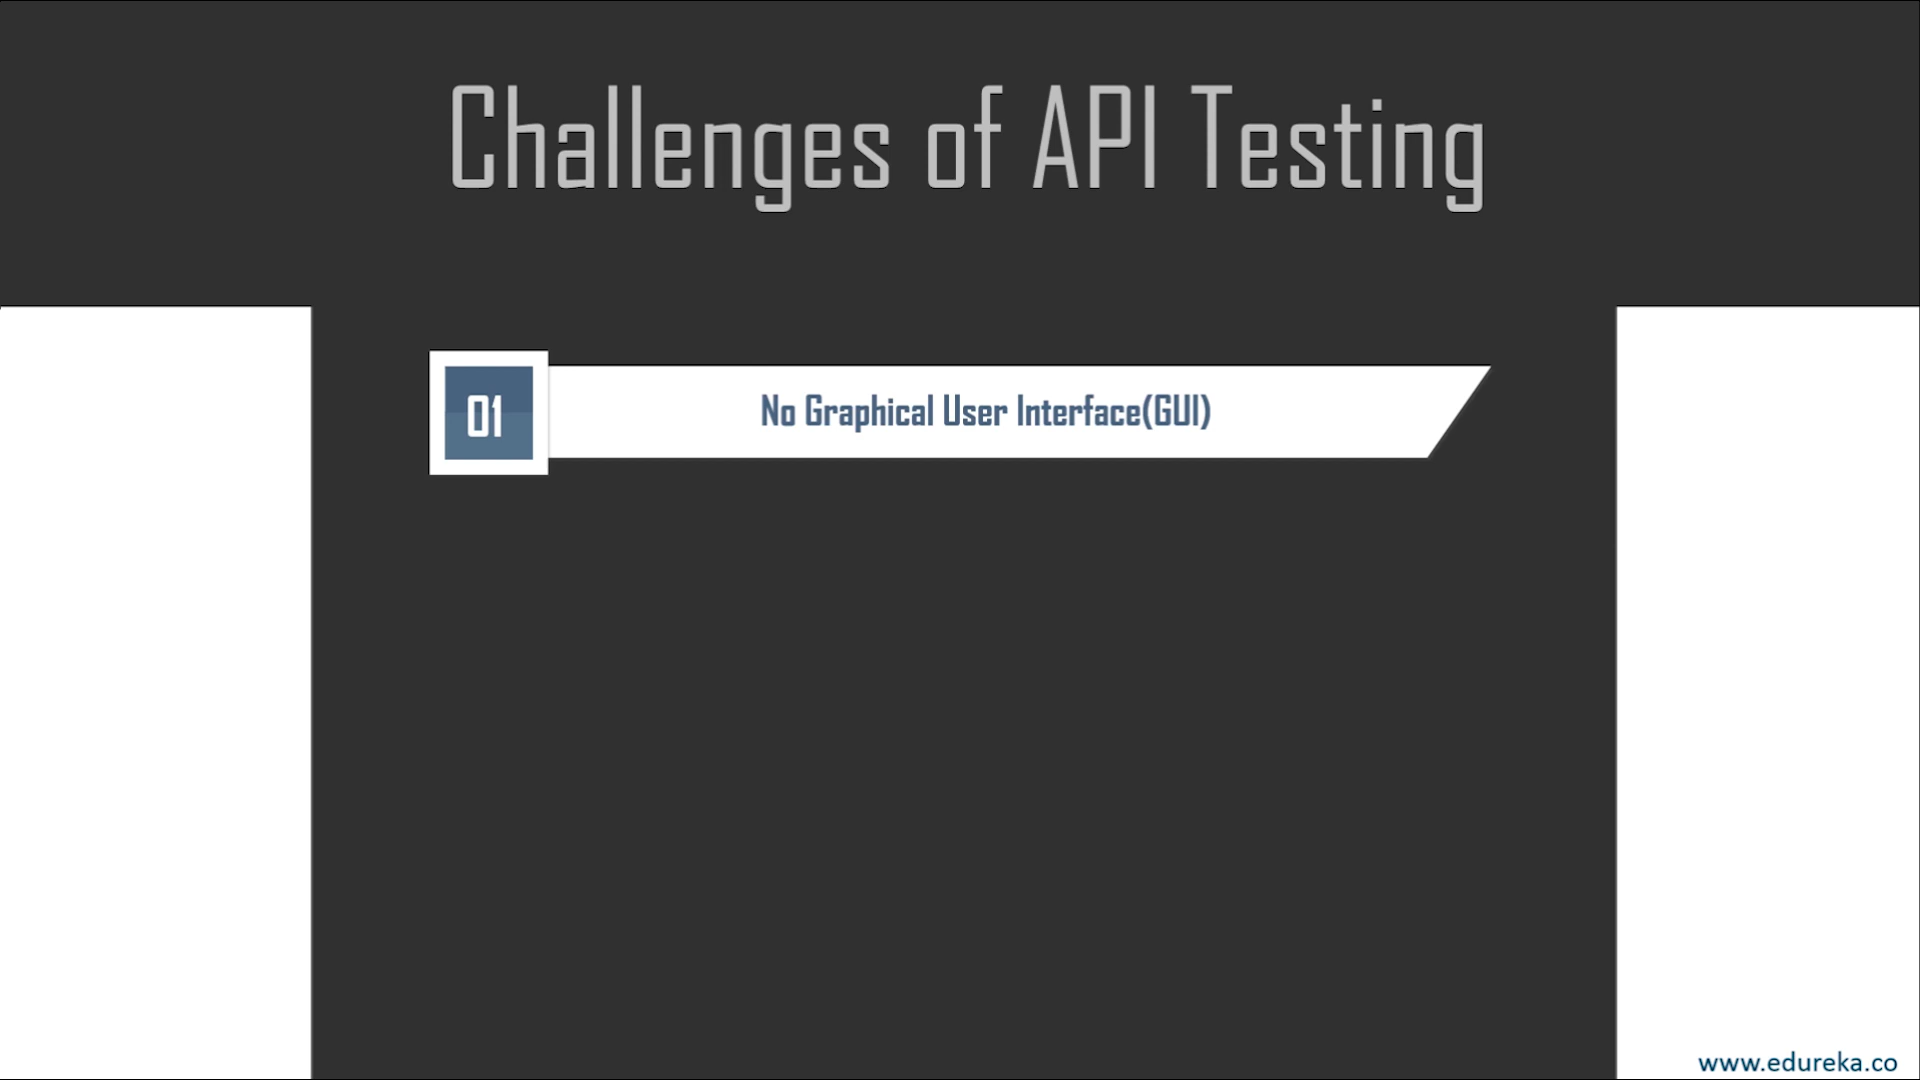 Challenges of API Testing
01
No Graphical User Interface(GUI)
www.edureka.co